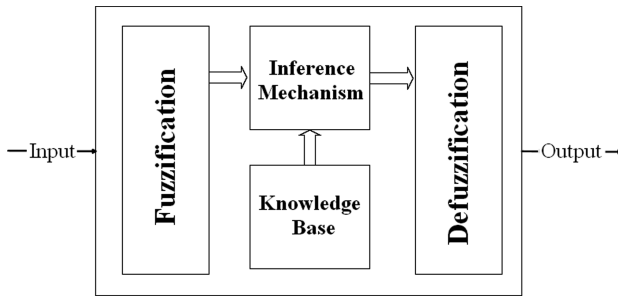 Input
Fuzzification
Inference
Mechanism
Knowledge
Base
Defuzzification
Output